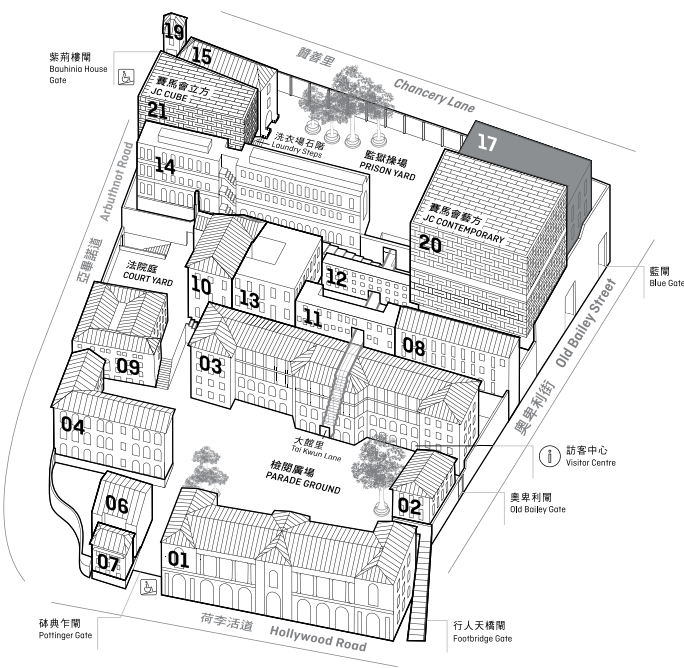 19
15
紫荊樓閘
Bauhinia House
Gate
贊善里
Chancery Lane
賽馬會立方
JC CUBE
21
洗衣場石階
Laundry Steps
監獄操場
PRISON YARD
17
14
賽馬會藝方
JC CONTEMPORARY
20
亞畢諾道
Arbuthnot Road
法院庭
COURTYARD
10
13
12
11
藍閘
Blue Gate
09
03
08
奧卑利街
Old Bailey Street
04
大館里
Tai Kwun Lane
檢閱廣場
PARADE GROUND
訪客中心
Visitor Centre
02
奧卑利閘
Old Bailey Gate
06
07
01
砵典乍閘
Pottinger Gate
荷李活道
Hollywood Road
行人天橋閘
Footbridge Gate